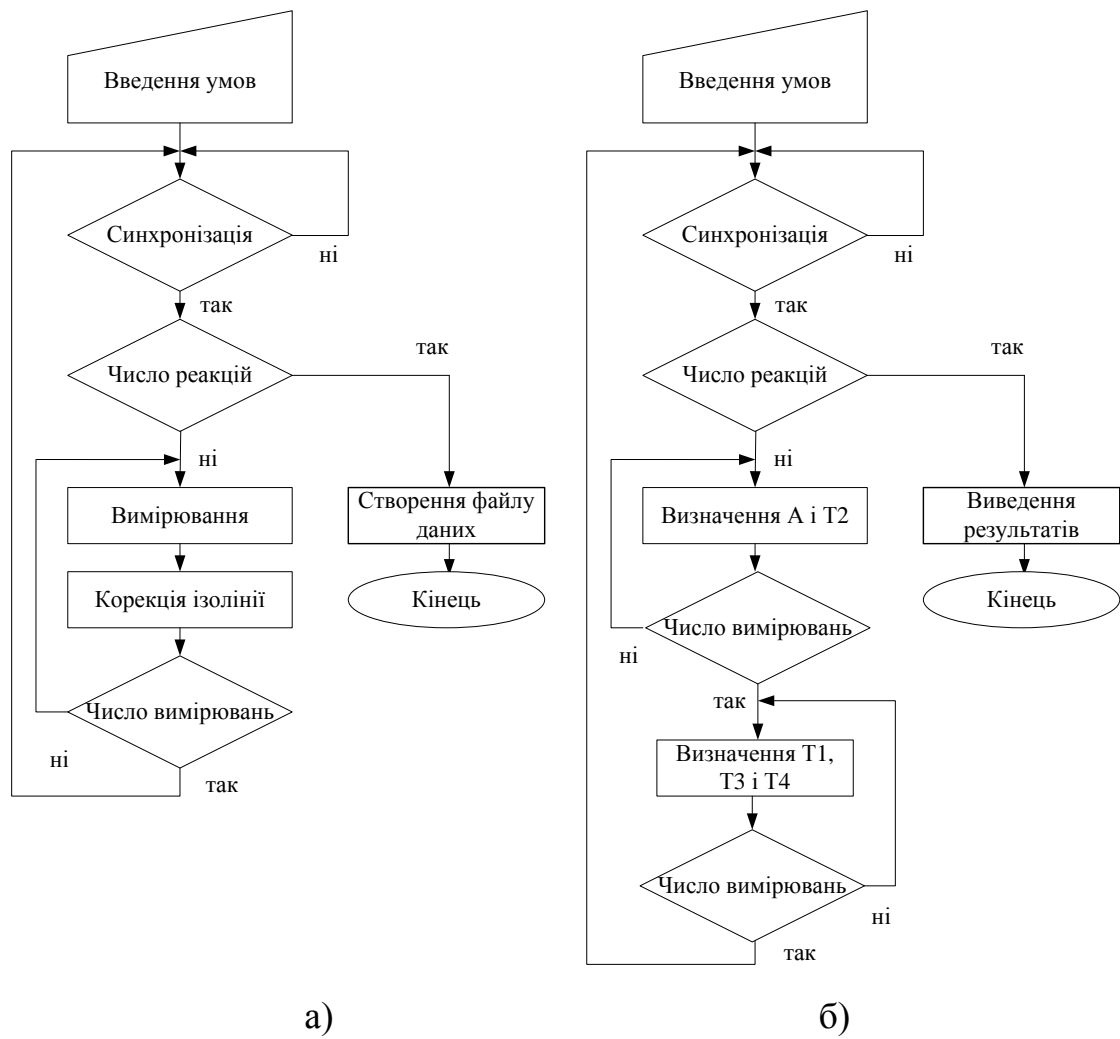 Введення умов
Синхронізація
ні
так
Число реакцій
так
ні
Вимірювання
Корекція ізолінії
Число вимірювань
ні
так
Створення файлу
даних
Кінець
а)
Введення умов
Синхронізація
ні
так
Число реакцій
так
ні
Визначення А і Т2
Число вимірювань
ні
так
Визначення Т1,
Т3 і Т4
Число вимірювань
ні
так
Виведення
результатів
Кінець
б)